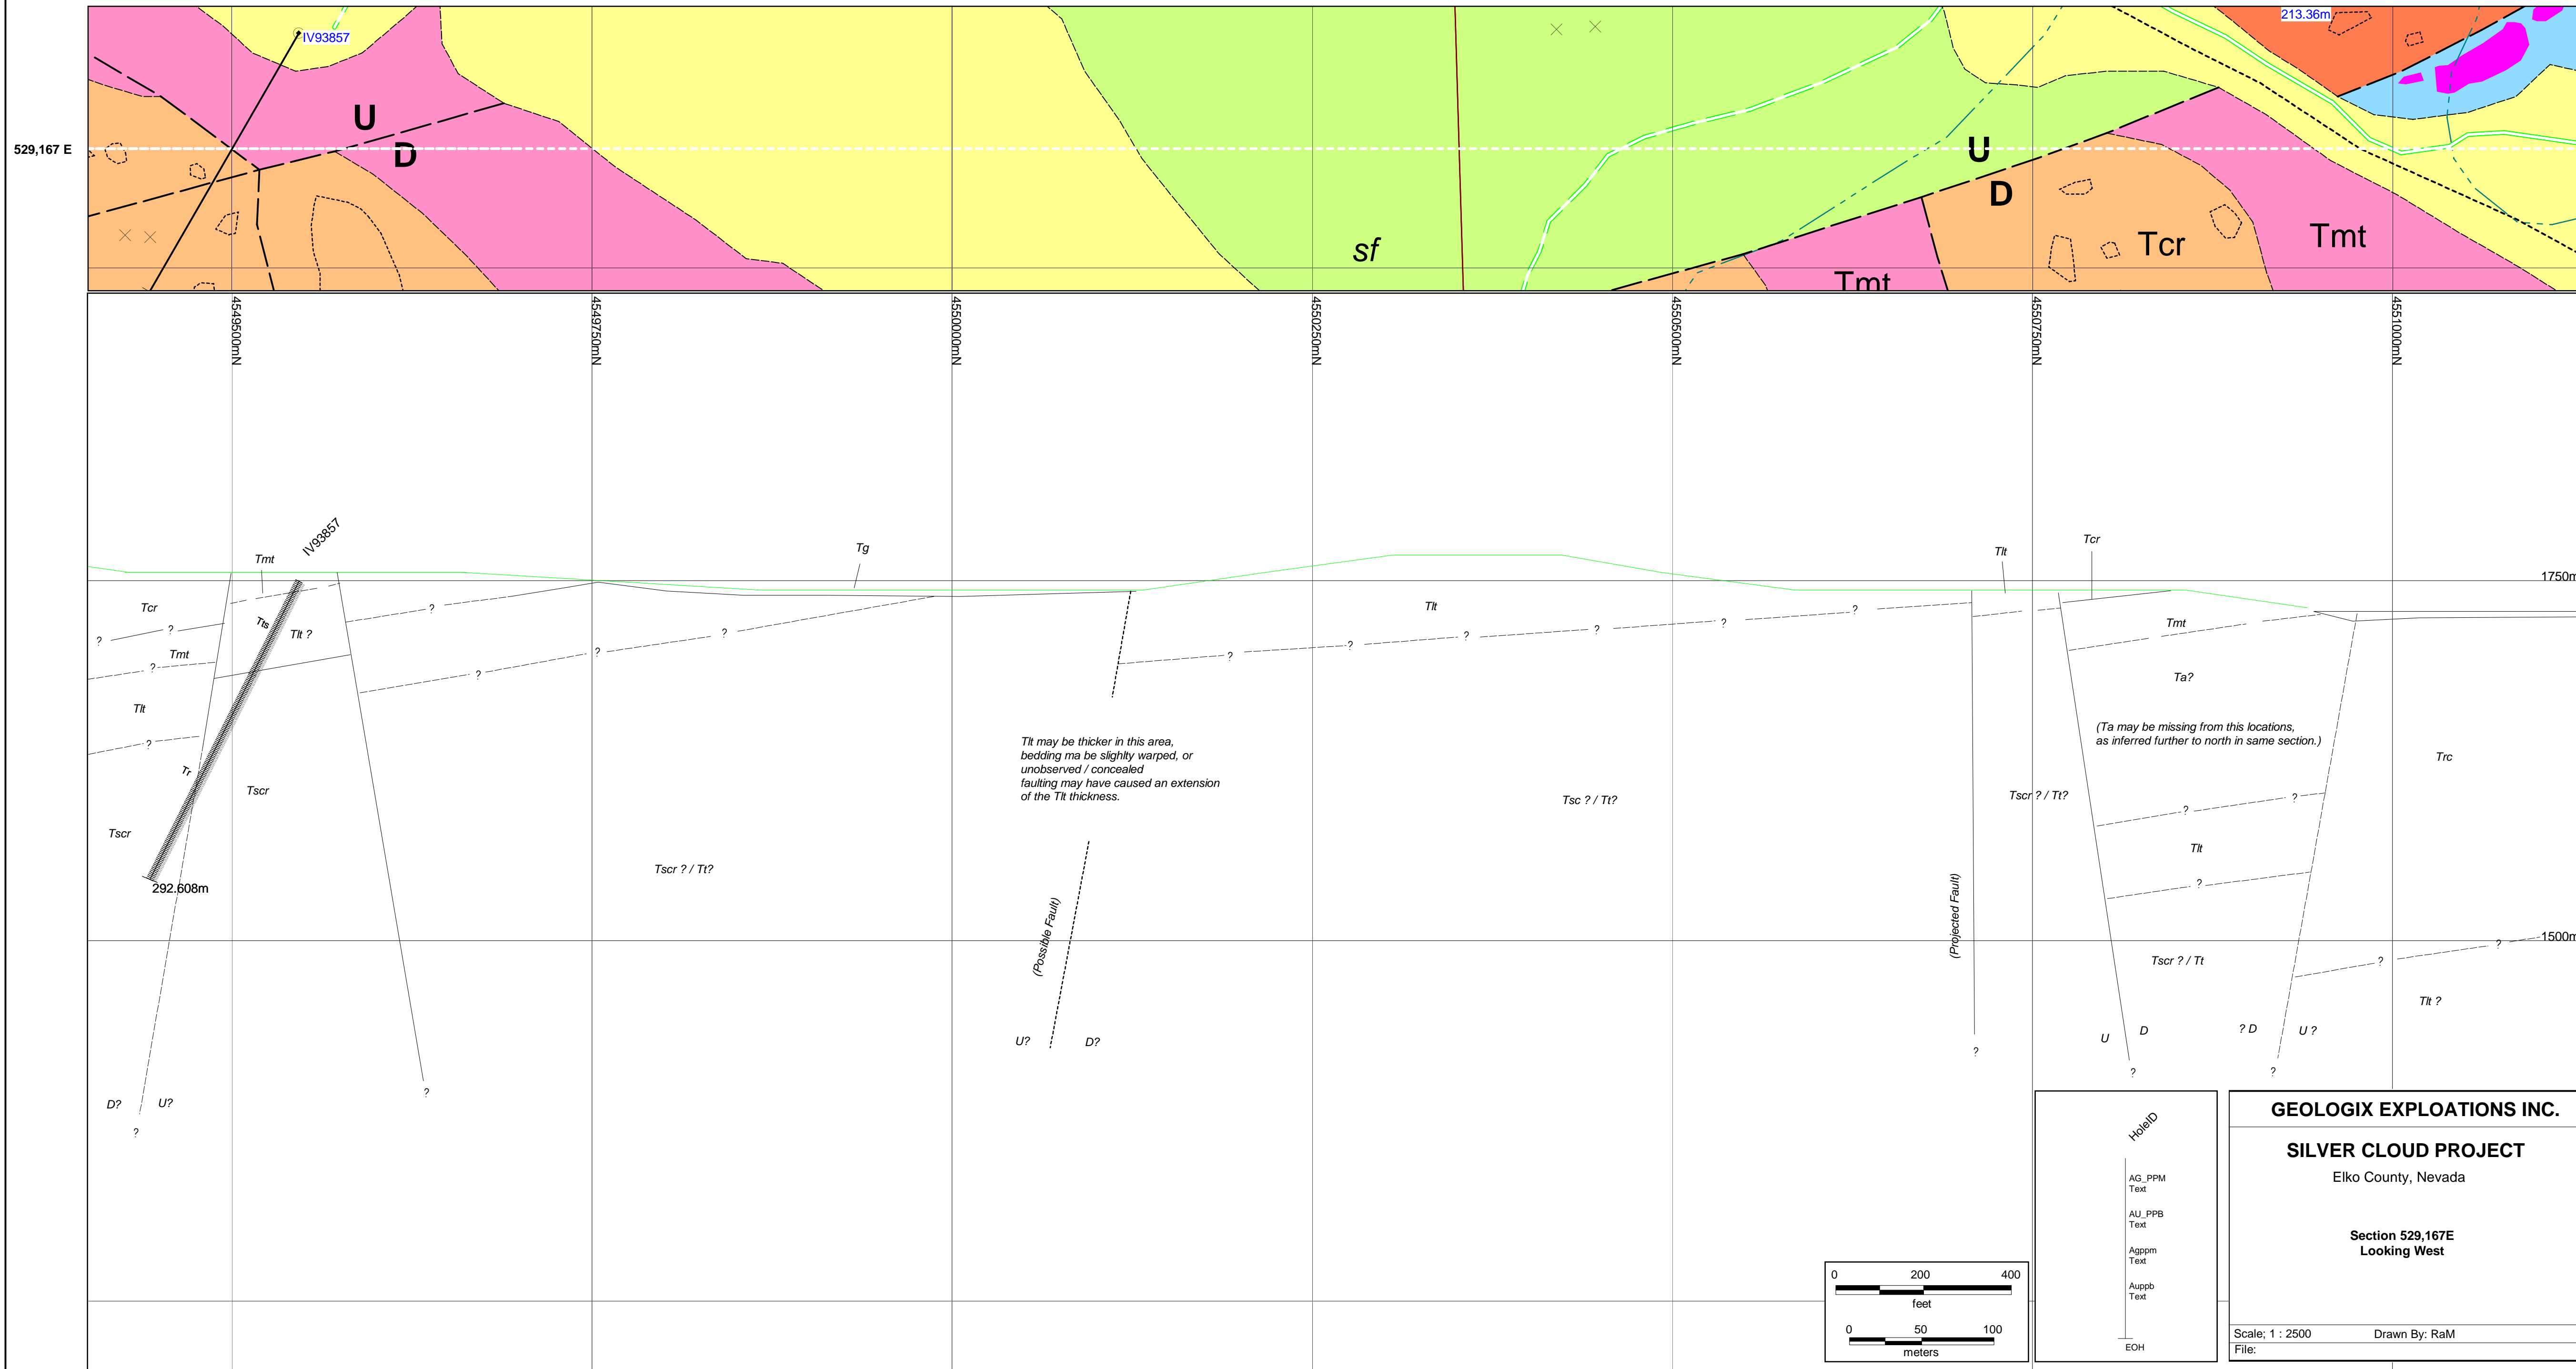 213.36m
IV93857
U
D
529,167 E
U
D
sf
Tcr
Tmt
Tmt
4549500mN
4549750mN
4550000mN
4550250mN
4550500mN
4550750mN
4551000mN
IV93857
Tmt
Tg
Tlt
Tcr
1750m
Tcr
Tts
Tlt ?
?
?
?
Tmt
?
Tlt
?
Tr
Tscr
Tscr
292.608m
?
?
?
Tlt
?
?
?
?
?
?
Tmt
Ta?
(Ta may be missing from this locations,
as inferred further to north in same section.)
Tlt may be thicker in this area,
bedding ma be slighlty warped, or
unobserved / concealed
faulting may have caused an extension
of the Tlt thickness.
Trc
Tsc ? / Tt?
Tscr ? / Tt?
?
?
Tlt
?
Tscr ? / Tt?
(Possible Fault)
(Projected Fault)
1500m
?
?
Tscr ? / Tt
Tlt ?
U?
D?
U
D
? D
U ?
?
?
?
?
D?
U?
?
HoleID
AG_PPM
Text
AU_PPB
Text
Agppm
Text
Auppb
Text
EOH
0 200 400
feet
0 50 100
meters
GEOLOGIX EXPLOATIONS INC.
SILVER CLOUD PROJECT
Elko County, Nevada
Section 529,167E
Looking West
Scale; 1 : 2500 Drawn By: RaM
File: